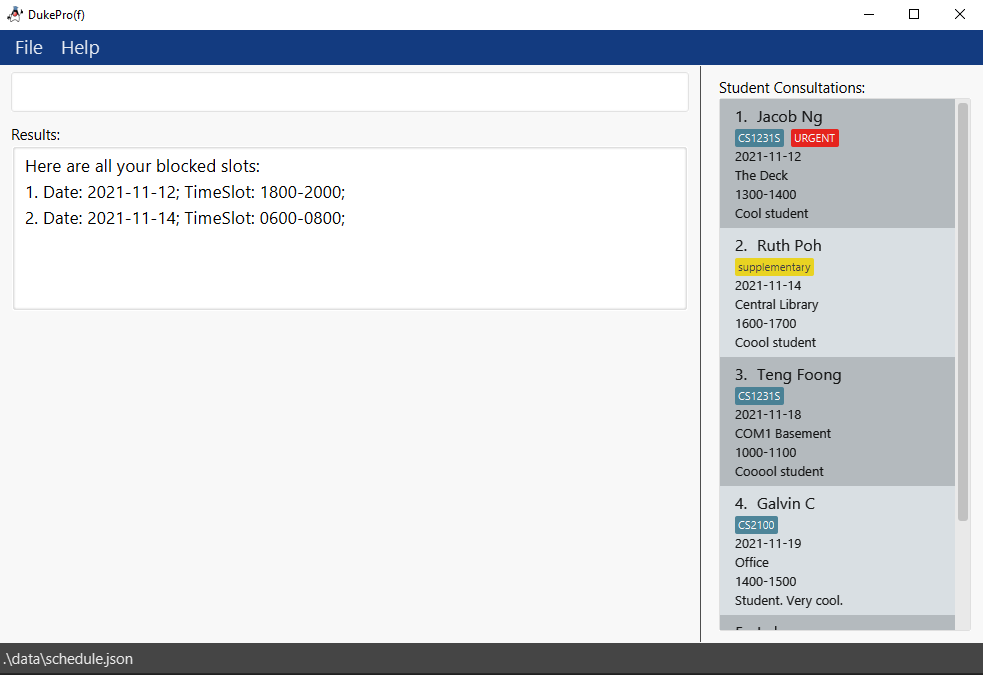 DukePro(f)
File Help
Results:
Here are all your blocked slots:
1. Date: 2021-11-12; TimeSlot: 1800-2000;
2. Date: 2021-11-14; TimeSlot: 0600-0800;
Student Consultations:
1. Jacob Ng
CS1231S URGENT
2021-11-12
The Deck
1300-1400
Cool student
2. Ruth Poh
supplementary
2021-11-14
Central Library
1600-1700
Coool student
3. Teng Foong
CS1231S
2021-11-18
COM1 Basement
1000-1100
Cooool student
4. Galvin C
CS2100
2021-11-19
Office
1400-1500
Student. Very cool.
.\data\schedule.json